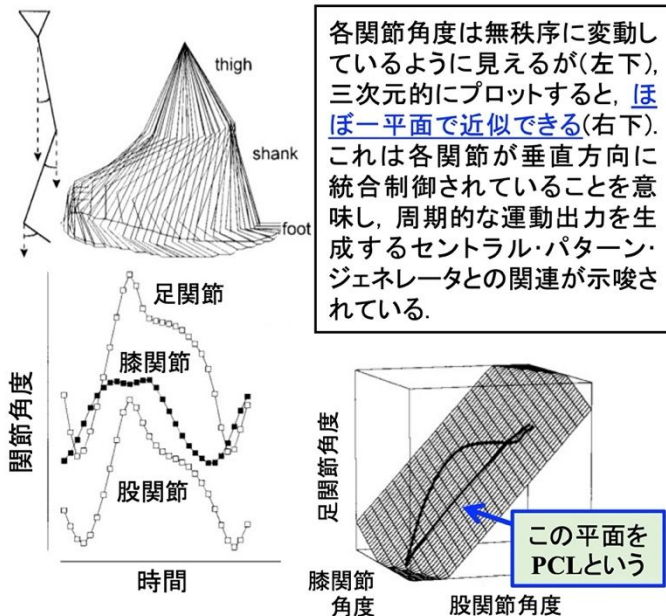 thigh
shank
foot
各関節角度は無秩序に変動し
ているように見えるが(左下),
三次元的にプロットすると, ほ
ぼ一平面で近似できる(右下).
これは各関節が垂直方向に
統合制御されていることを意
味し, 周期的な運動出力を生
成するセントラル・パターン・
ジェネレータとの関連が示唆さ
れている.
足関節
膝関節
股関節
関節角度
時間
足関節角度
膝関節
角度
股関節角度
この平面を
PCLという